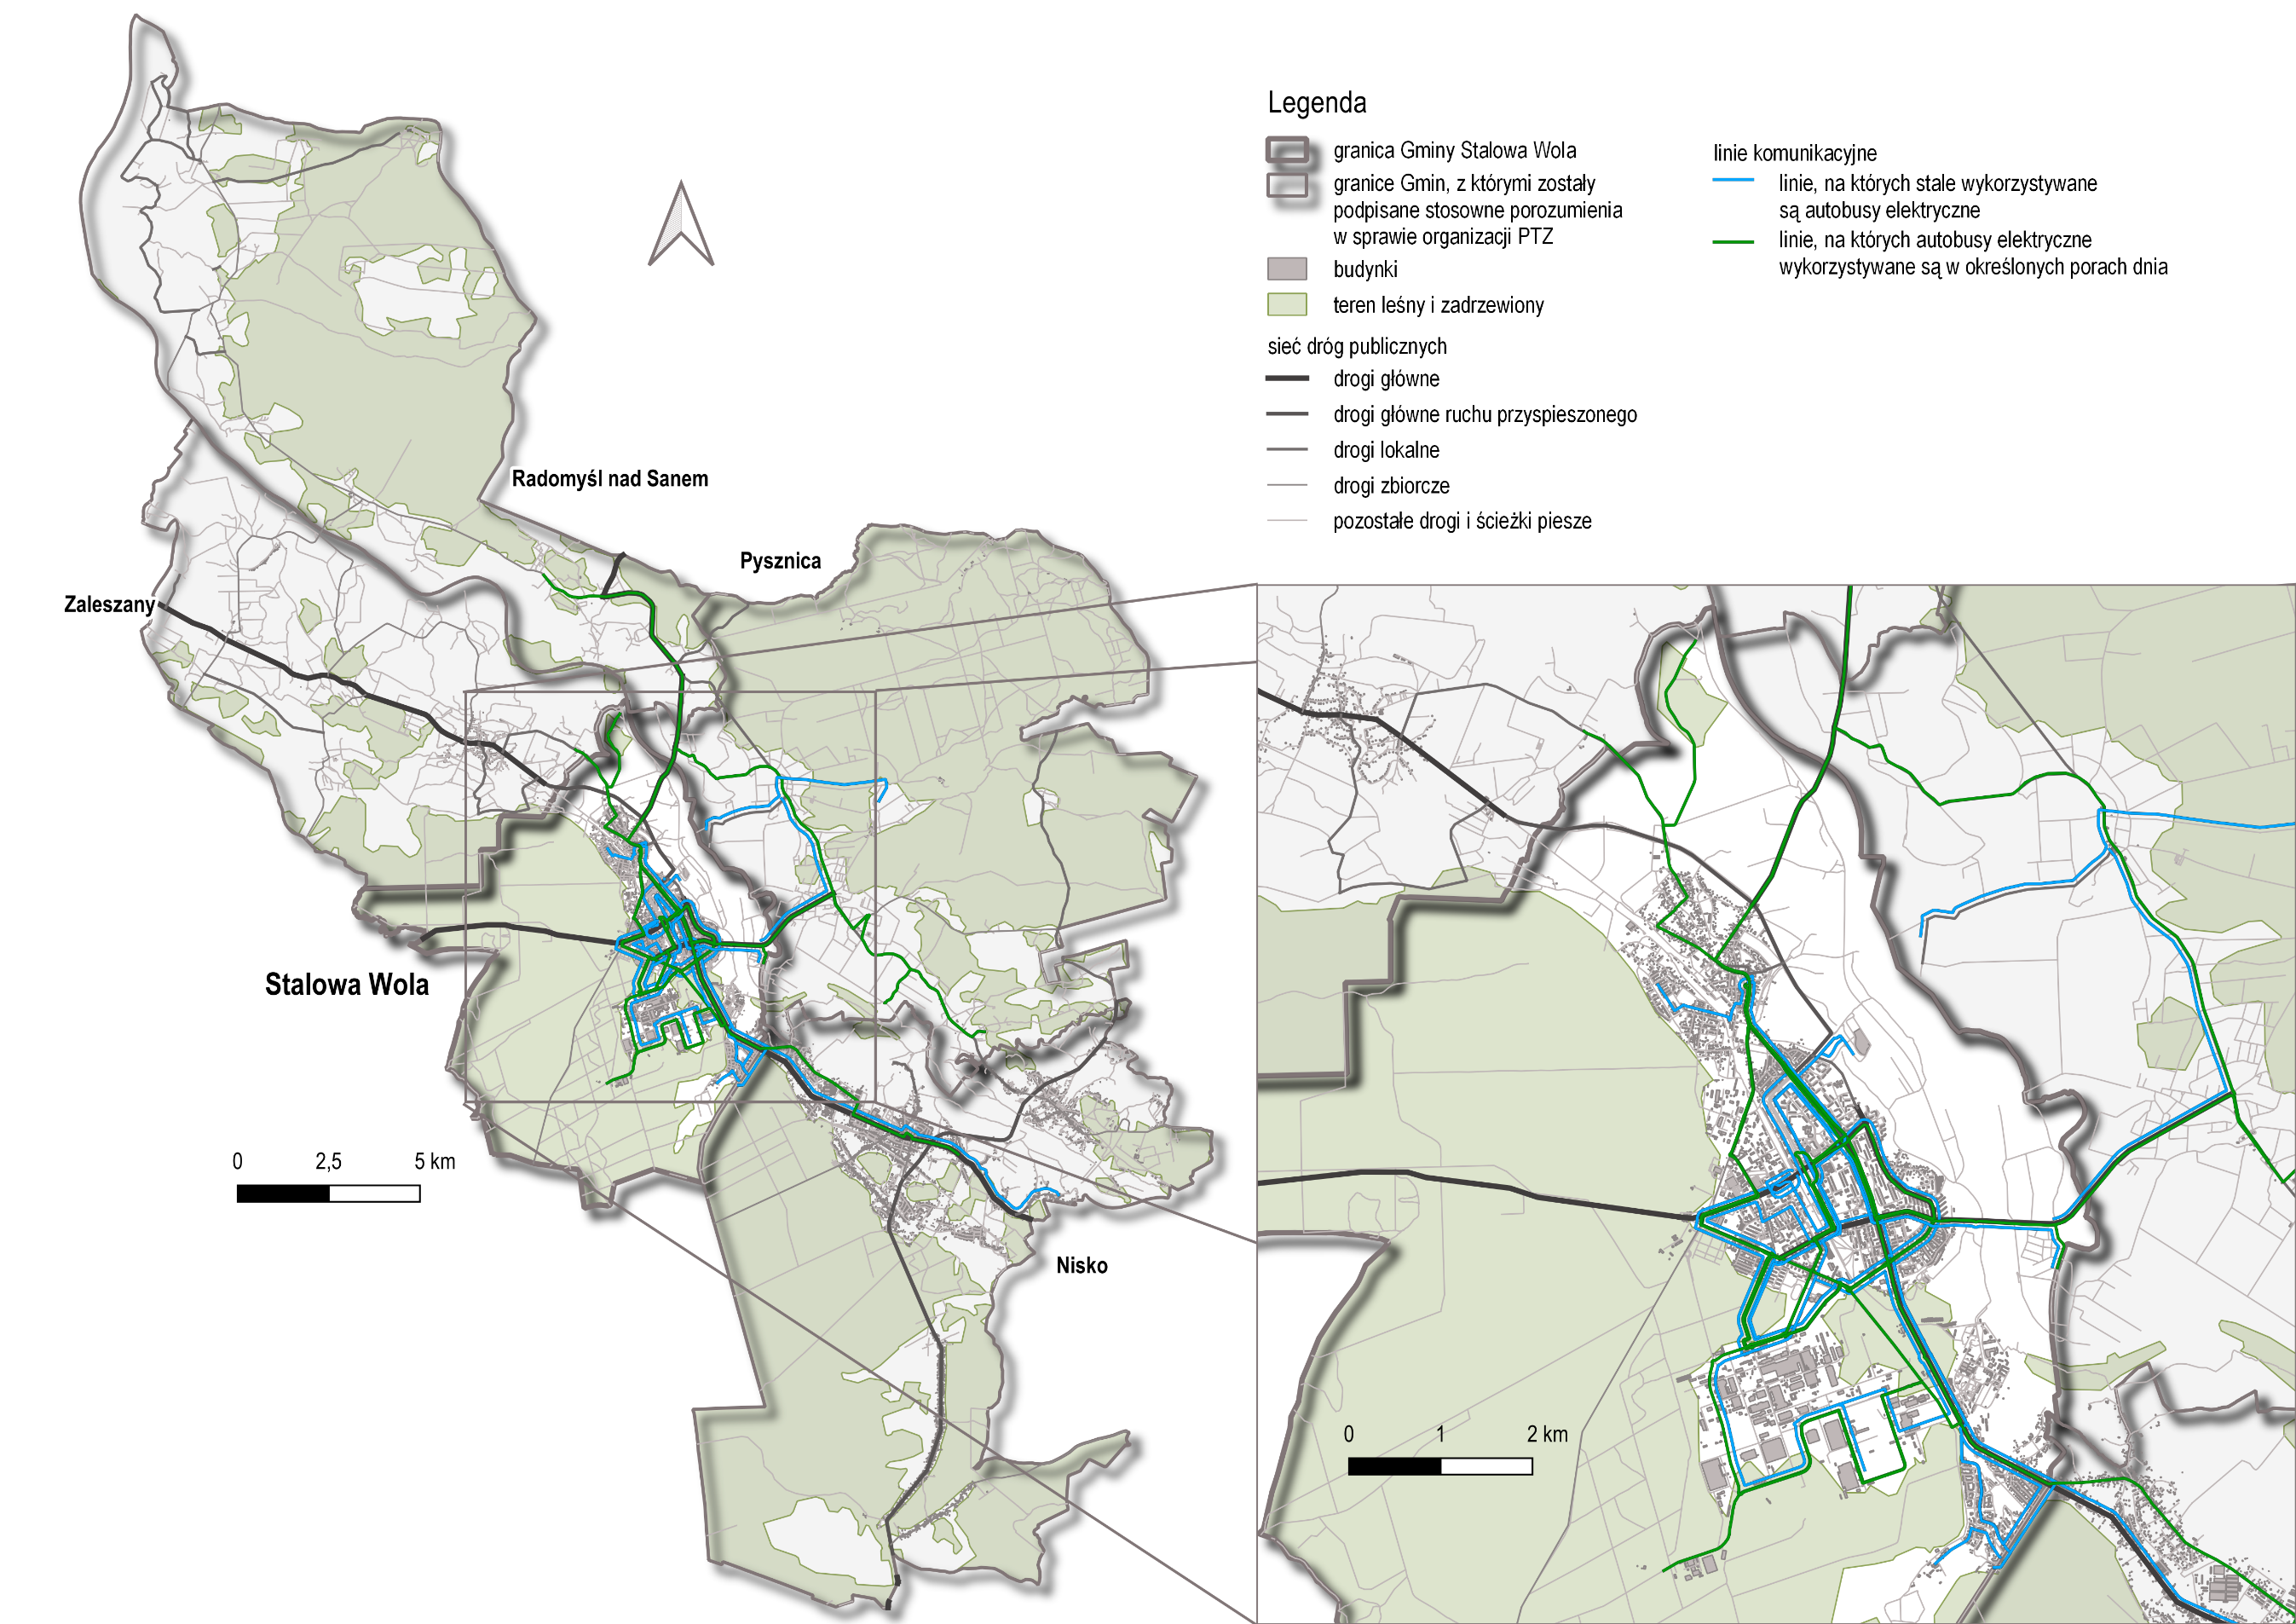 Legenda
granica Gminy Stalowa Wola
granice Gmin, z którymi zostały
podpisane stosowne porozumienia
w sprawie organizacji PTZ
budynki
teren leśny i zadrzewiony
sieć dróg publicznych
drogi główne
drogi główne ruchu przyspieszonego
drogi lokalne
drogi zbiorcze
pozostałe drogi i ścieżki piesze
linie komunikacyjne
linie, na których stale wykorzystywane
są autobusy elektryczne
linie, na których autobusy elektryczne
wykorzystywane są w określonych porach dnia
Radomyśl nad Sanem
Pysznica
Zaleszany
Stalowa Wola
0 2,5 5 km
Nisko
0 1 2 km